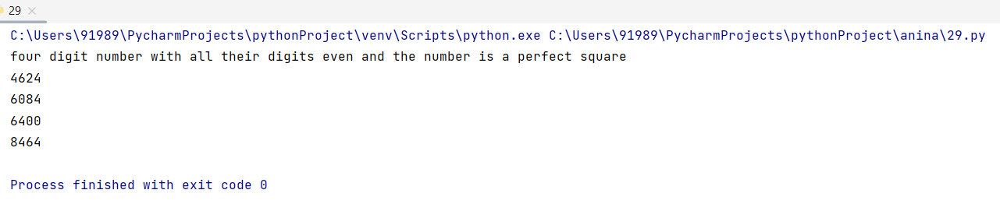 29
C:\Users\91989\PycharmProjects\pythonProject\venv\Scripts\python.exe C:\Users\91989\PycharmProjects\pythonProject\anina\29.py
four digit number with all their digits even and the number is a perfect square
4624
6084
6400
8464
Process finished with exit code 0